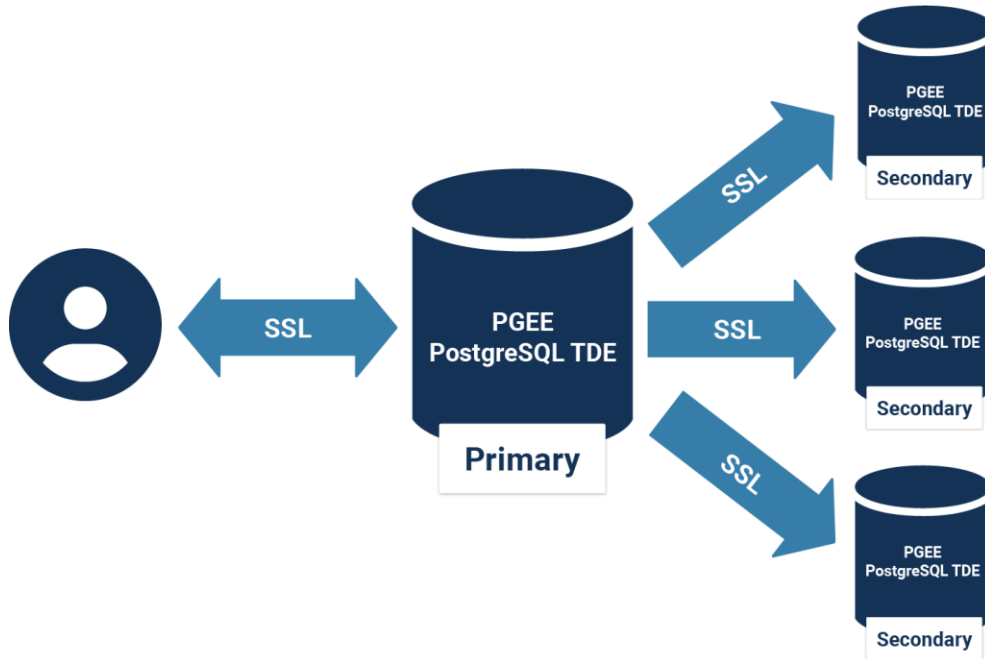 SSL
PGEE
PostgreSQL TDE
Primary
SSL
SSL
SSL
PGEE
PostgreSQL TDE
Secondary
PGEE
PostgreSQL TDE
Secondary
PGEE
PostgreSQL TDE
Secondary